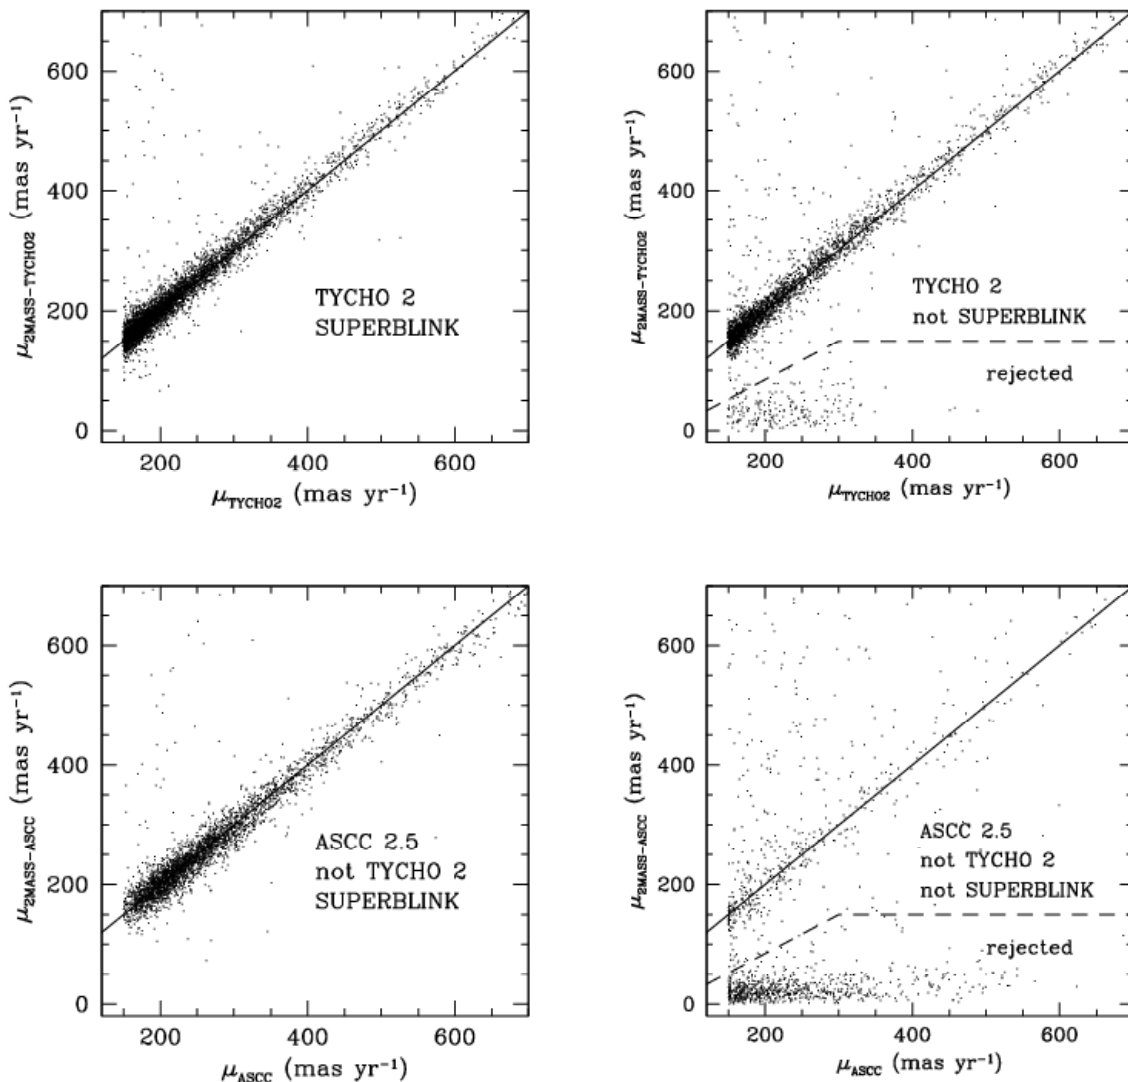 600
400
200
0
μ2MASS-TYCHO2 (mas yr⁻¹)
TYCHO 2
SUPERBLINK
200 400 600
μTYCHO2 (mas yr⁻¹)
600
400
200
0
μ2MASS-TYCHO2 (mas yr⁻¹)
TYCHO 2
not SUPERBLINK
rejected
200 400 600
μTYCHO2 (mas yr⁻¹)
600
400
200
0
μ2MASS-ASCC (mas yr⁻¹)
ASCC 2.5
not TYCHO 2
SUPERBLINK
200 400 600
μASCC (mas yr⁻¹)
600
400
200
0
μ2MASS-ASCC (mas yr⁻¹)
ASCC 2.5
not TYCHO 2
not SUPERBLINK
rejected
200 400 600
μASCC (mas yr⁻¹)